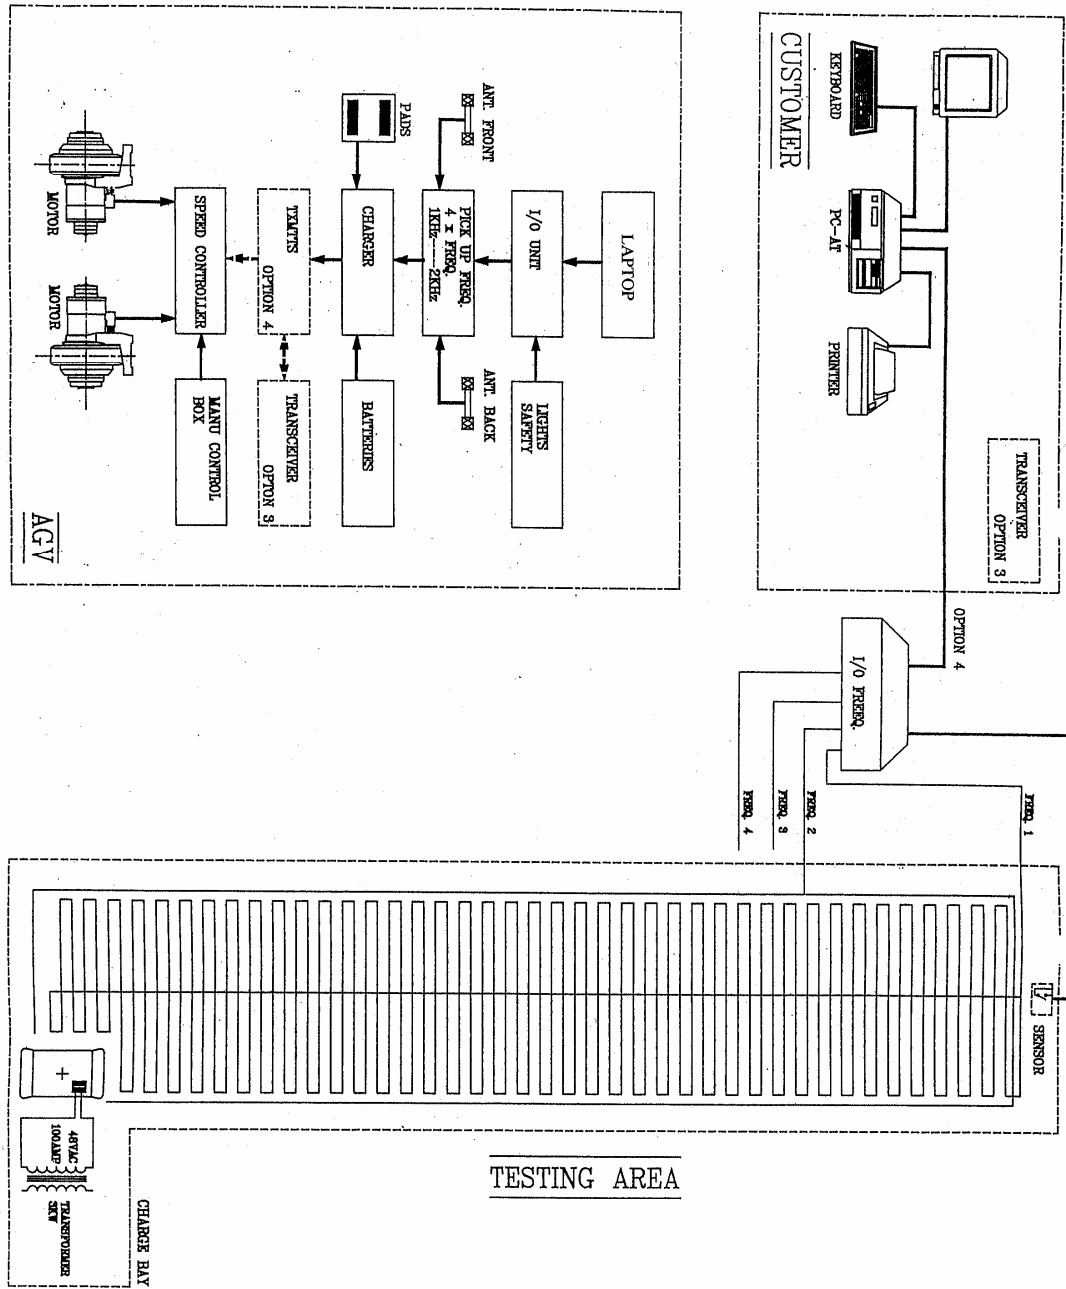 CUSTOMER
KEYBOARD
PC-AT
PRINTER
TRANSCEIVER
OPTION 3
LAPTOP
I/O UNIT
LIGHTS
SAFETY
ANT. FRONT
PICK UP FREQ.
4 x FREQ.
1KHz----2KHz
ANT. BACK
PADS
CHARGER
BATTERIES
TXMTTS
OPTION 4
TRANSCEIVER
OPTON 3
SPEED CONTROLLER
MANU CONTROL
BOX
MOTOR
MOTOR
AGV
OPTION 4
I/O FREEQ.
FREQ. 1
FREQ. 2
FREQ. 3
FREQ. 4
SENSOR
TESTING AREA
48VAC
100AMP
TRANSFORMER
5KW
CHARGE BAY